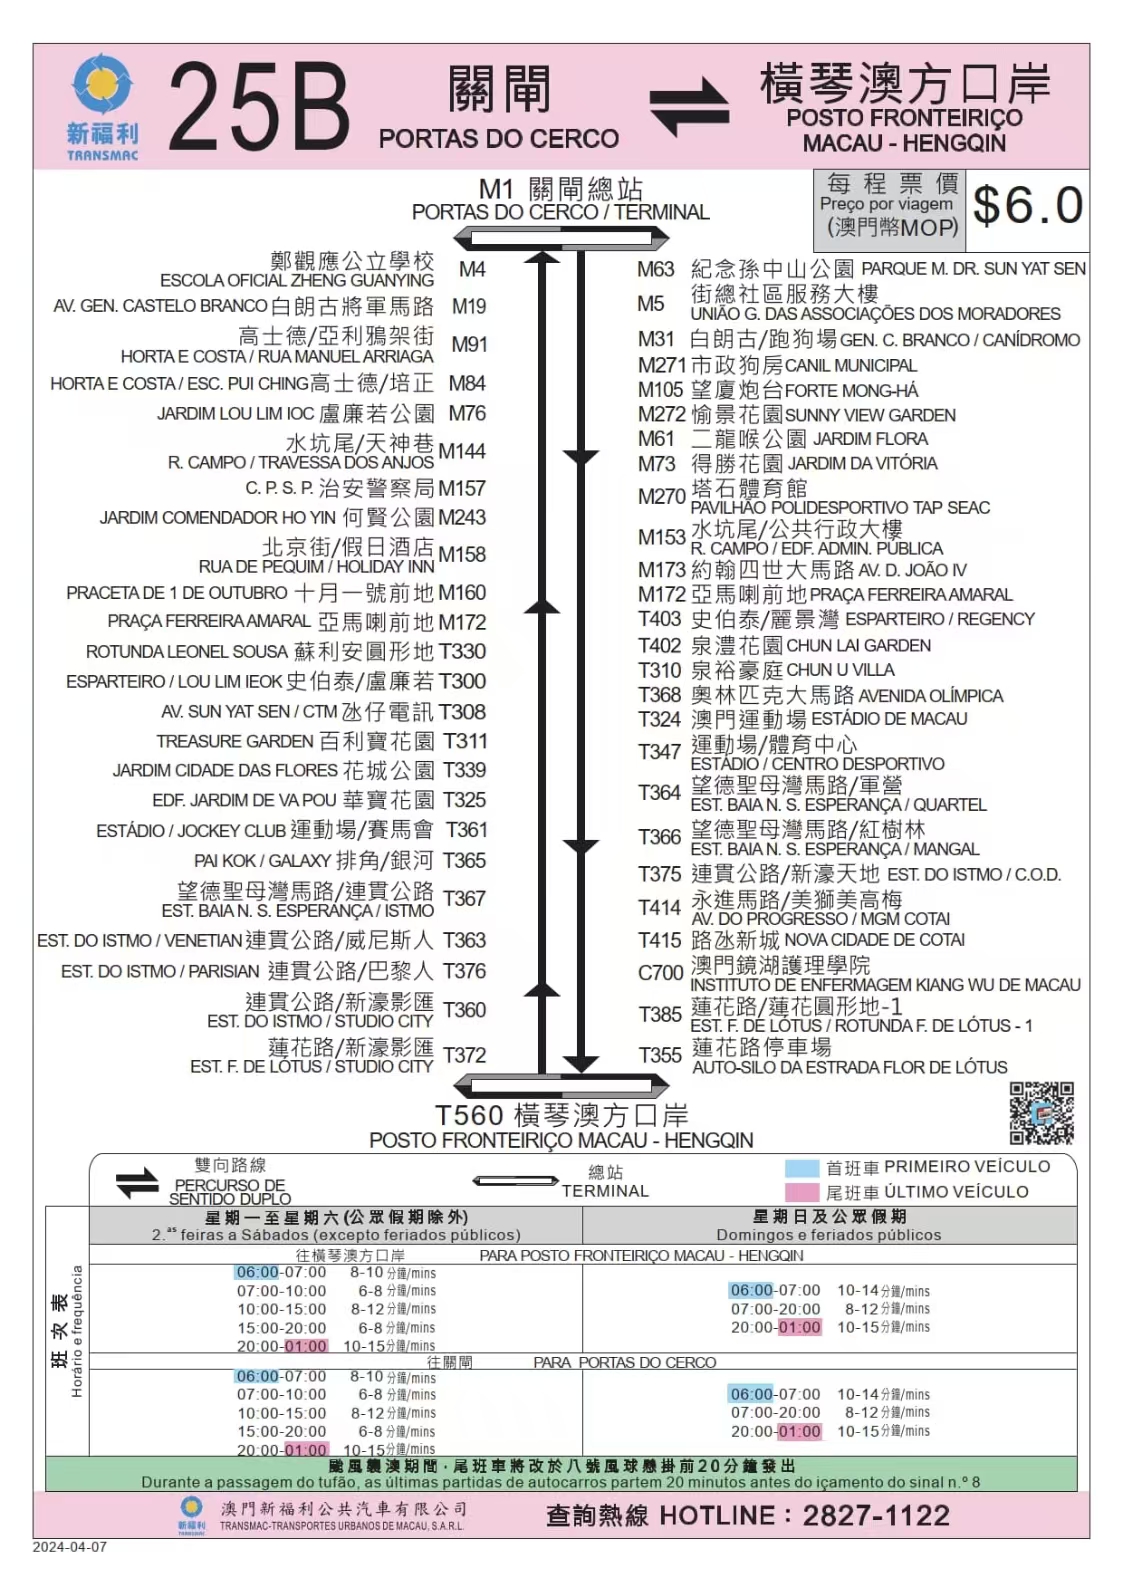 新福利
TRANSMAC
25B
關閘
PORTAS DO CERCO
橫琴澳方口岸
POSTO FRONTEIRIÇO
MACAU - HENGQIN
M1 關閘總站
PORTAS DO CERCO / TERMINAL
每程票價
Preço por viagem
(澳門幣MOP)
$6.0
鄭觀應公立學校
ESCOLA OFICIAL ZHENG GUANYING
M4
AV. GEN. CASTELO BRANCO 白朗古將軍馬路 M19
高士德/亞利鴉架街
HORTA E COSTA / RUA MANUEL ARRIAGA
M91
HORTA E COSTA / ESC. PUI CHING 高士德/培正 M84
JARDIM LOU LIM IOC 盧廉若公園 M76
水坑尾/天神巷
R. CAMPO / TRAVESSA DOS ANJOS
M144
C. P. S. P. 治安警察局 M157
JARDIM COMENDADOR HO YIN 何賢公園 M243
北京街/假日酒店
RUA DE PEQUIM / HOLIDAY INN
M158
PRACETA DE 1 DE OUTUBRO 十月一號前地 M160
PRAÇA FERREIRA AMARAL 亞馬喇前地 M172
ROTUNDA LEONEL SOUSA 蘇利安圓形地 T330
ESPARTEIRO / LOU LIM IEOK 史伯泰/盧廉若 T300
AV. SUN YAT SEN / CTM 氹仔電訊 T308
TREASURE GARDEN 百利寶花園 T311
JARDIM CIDADE DAS FLORES 花城公園 T339
EDF. JARDIM DE VA POU 華寶花園 T325
ESTÁDIO / JOCKEY CLUB 運動場/賽馬會 T361
PAI KOK / GALAXY 排角/銀河 T365
望德聖母灣馬路/連貫公路
EST. BAIA N. S. ESPERANÇA / ISTMO
T367
EST. DO ISTMO / VENETIAN 連貫公路/威尼斯人 T363
EST. DO ISTMO / PARISIAN 連貫公路/巴黎人 T376
連貫公路/新濠影匯
EST. DO ISTMO / STUDIO CITY
T360
蓮花路/新濠影匯
EST. F. DE LÓTUS / STUDIO CITY
T372
M63 紀念孫中山公園 PARQUE M. DR. SUN YAT SEN
M5
街總社區服務大樓
UNIÃO G. DAS ASSOCIAÇÕES DOS MORADORES
M31 白朗古/跑狗場 GEN. C. BRANCO / CANÍDROMO
M271 市政狗房 CANIL MUNICIPAL
M105 望廈炮台 FORTE MONG-HÁ
M272 愉景花園 SUNNY VIEW GARDEN
M61 二龍喉公園 JARDIM FLORA
M73 得勝花園 JARDIM DA VITÓRIA
M270
塔石體育館
PAVILHÃO POLIDESPORTIVO TAP SEAC
M153
水坑尾/公共行政大樓
R. CAMPO / EDF. ADMIN. PÚBLICA
M173 約翰四世大馬路 AV. D. JOÃO IV
M172 亞馬喇前地 PRAÇA FERREIRA AMARAL
T403 史伯泰/麗景灣 ESPARTEIRO / REGENCY
T402 泉澧花園 CHUN LAI GARDEN
T310 泉裕豪庭 CHUN U VILLA
T368 奧林匹克大馬路 AVENIDA OLÍMPICA
T324 澳門運動場 ESTÁDIO DE MACAU
T347
運動場/體育中心
ESTÁDIO / CENTRO DESPORTIVO
T364
望德聖母灣馬路/軍營
EST. BAIA N. S. ESPERANÇA / QUARTEL
T366
望德聖母灣馬路/紅樹林
EST. BAIA N. S. ESPERANÇA / MANGAL
T375 連貫公路/新濠天地 EST. DO ISTMO / C.O.D.
T414
永進馬路/美獅美高梅
AV. DO PROGRESSO / MGM COTAI
T415 路氹新城 NOVA CIDADE DE COTAI
C700
澳門鏡湖護理學院
INSTITUTO DE ENFERMAGEM KIANG WU DE MACAU
T385
蓮花路/蓮花圓形地-1
EST. F. DE LÓTUS / ROTUNDA F. DE LÓTUS - 1
T355
蓮花路停車場
AUTO-SILO DA ESTRADA FLOR DE LÓTUS
T560 橫琴澳方口岸
POSTO FRONTEIRIÇO MACAU - HENGQIN
雙向路線
PERCURSO DE
SENTIDO DUPLO
總站
TERMINAL
首班車 PRIMEIRO VEÍCULO
尾班車 ÚLTIMO VEÍCULO
班次表
Horário e frequência
星期一至星期六 (公眾假期除外)
2.ªs feiras a Sábados (excepto feriados públicos)
星期日及公眾假期
Domingos e feriados públicos
往橫琴澳方口岸 PARA POSTO FRONTEIRIÇO MACAU - HENGQIN
06:00-07:00 8-10 分鐘/mins
07:00-10:00 6-8 分鐘/mins
10:00-15:00 8-12 分鐘/mins
15:00-20:00 6-8 分鐘/mins
20:00-01:00 10-15 分鐘/mins
06:00-07:00 10-14 分鐘/mins
07:00-20:00 8-12 分鐘/mins
20:00-01:00 10-15 分鐘/mins
往關閘 PARA PORTAS DO CERCO
06:00-07:00 8-10 分鐘/mins
07:00-10:00 6-8 分鐘/mins
10:00-15:00 8-12 分鐘/mins
15:00-20:00 6-8 分鐘/mins
20:00-01:00 10-15 分鐘/mins
06:00-07:00 10-14 分鐘/mins
07:00-20:00 8-12 分鐘/mins
20:00-01:00 10-15 分鐘/mins
颱風襲澳期間，尾班車將改於八號風球懸掛前20分鐘發出
Durante a passagem do tufão, as últimas partidas de autocarros partem 20 minutos antes do içamento do sinal n.º 8
新福利
TRANSMAC
澳門新福利公共汽車有限公司
TRANSMAC-TRANSPORTES URBANOS DE MACAU, S.A.R.L.
查詢熱線 HOTLINE : 2827-1122
2024-04-07